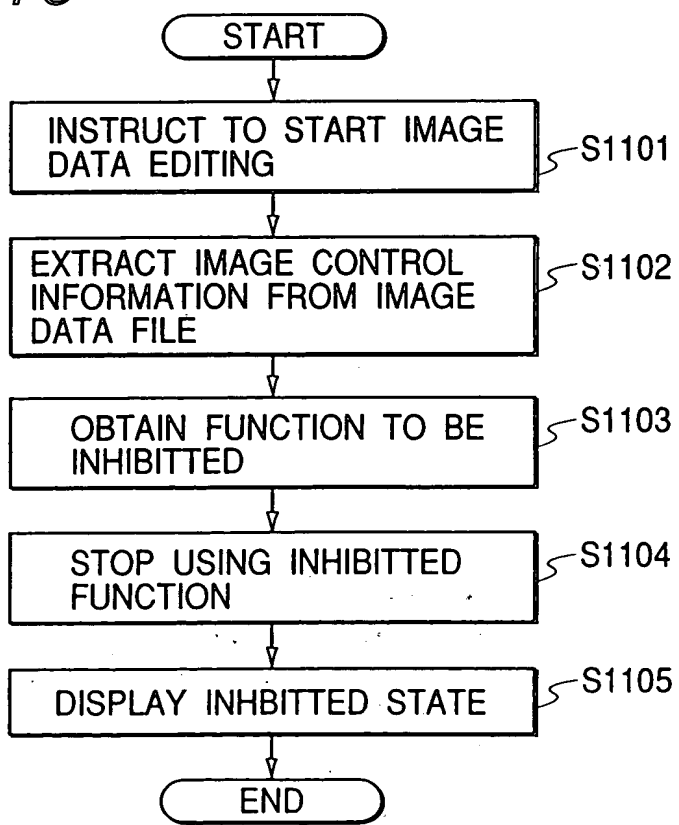 START
INSTRUCT TO START IMAGE
DATA EDITING
S1101
EXTRACT IMAGE CONTROL
INFORMATION FROM IMAGE
DATA FILE
S1102
OBTAIN FUNCTION TO BE
INHIBITTED
S1103
STOP USING INHIBITTED
FUNCTION
S1104
DISPLAY INHBITTED STATE
S1105
END